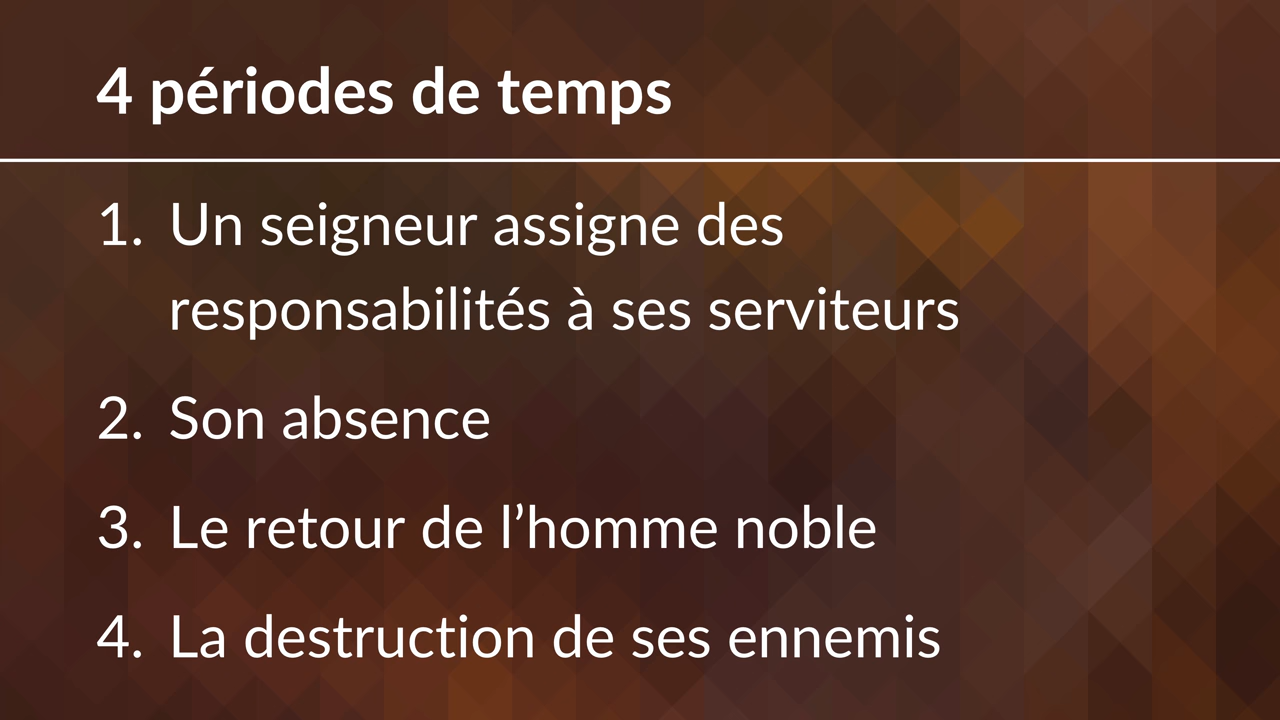 4 périodes de temps
1. Un seigneur assigne des
responsabilités à ses serviteurs
2. Son absence
3. Le retour de l’homme noble
4. La destruction de ses ennemis